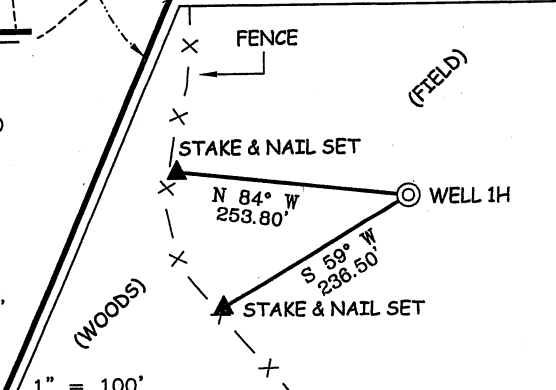 FENCE
(FIELD)
STAKE & NAIL SET
N 84° W
253.80'
WELL 1H
S 59° W
236.50'
STAKE & NAIL SET
(WOODS)
1" = 100'